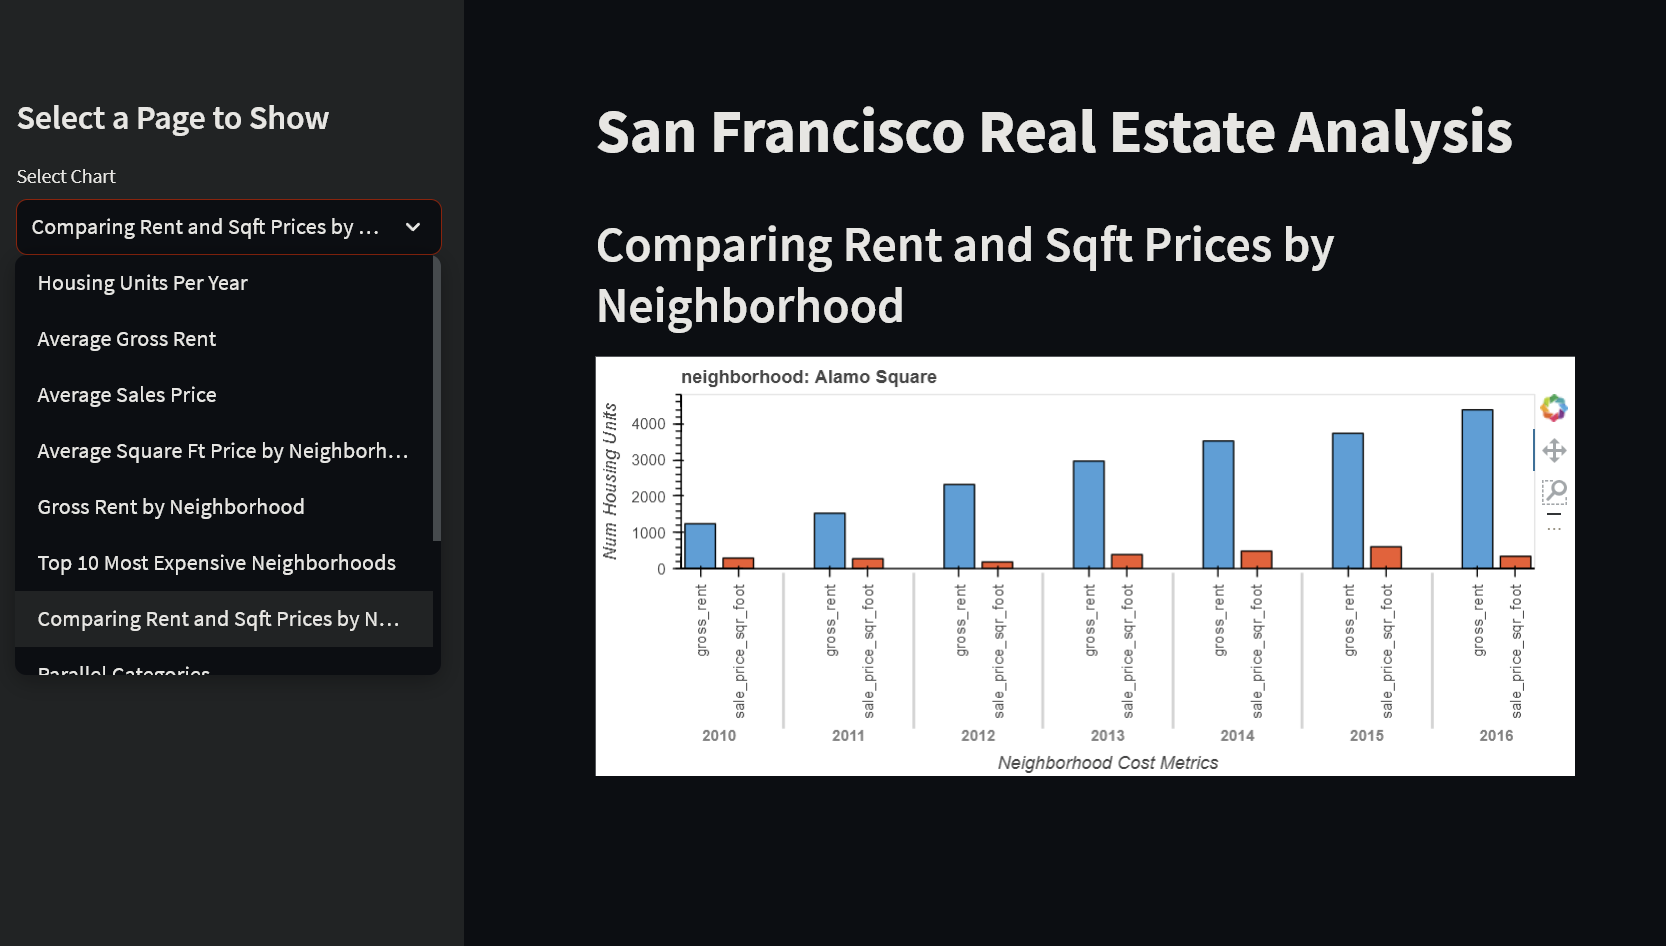 Select a Page to Show
Select Chart
Comparing Rent and Sqft Prices by ...
Housing Units Per Year
Average Gross Rent
Average Sales Price
Average Square Ft Price by Neighborh...
Gross Rent by Neighborhood
Top 10 Most Expensive Neighborhoods
Comparing Rent and Sqft Prices by N...
Parallel Categories
San Francisco Real Estate Analysis
Comparing Rent and Sqft Prices by
Neighborhood
neighborhood: Alamo Square
Num Housing Units
4000
3000
2000
1000
0
gross_rent
sale_price_sqr_foot
gross_rent
sale_price_sqr_foot
gross_rent
sale_price_sqr_foot
gross_rent
sale_price_sqr_foot
gross_rent
sale_price_sqr_foot
gross_rent
sale_price_sqr_foot
gross_rent
sale_price_sqr_foot
2010 2011 2012 2013 2014 2015 2016
Neighborhood Cost Metrics